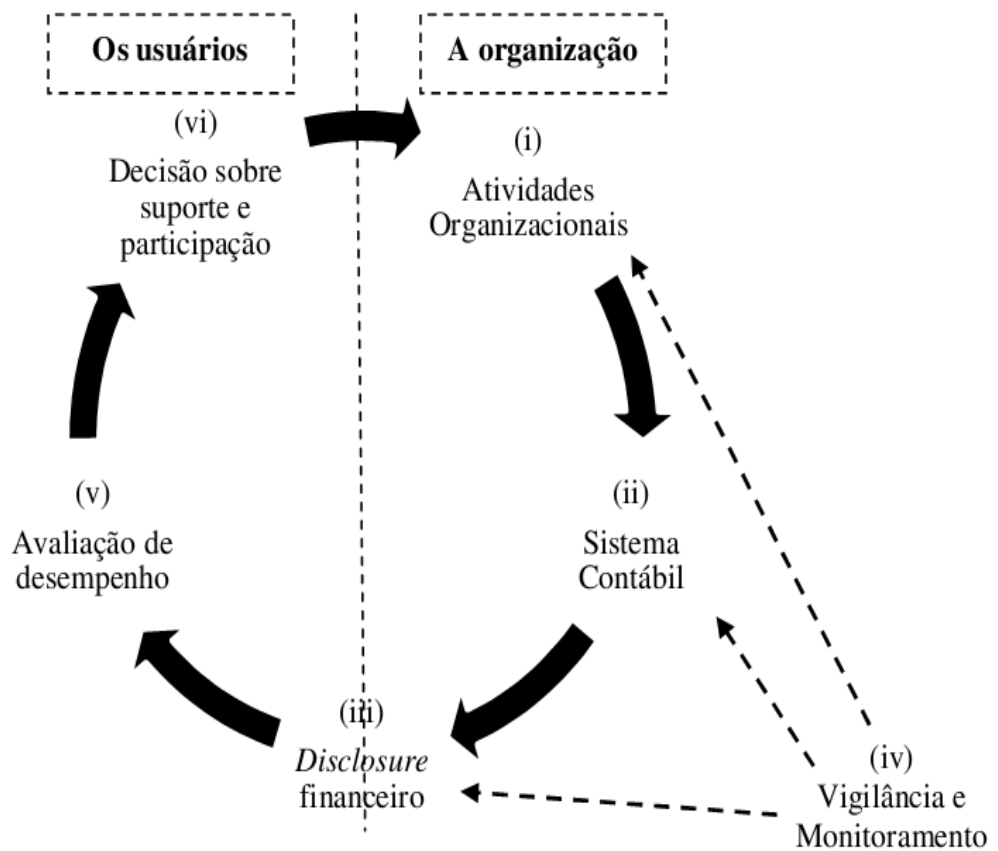 Os usuários
A organização
(vi)
Decisão sobre
suporte e
participação
(i)
Atividades
Organizacionais
(v)
Avaliação de
desempenho
(ii)
Sistema
Contábil
(iii)
Disclosure
financeiro
(iv)
Vigilância e
Monitoramento